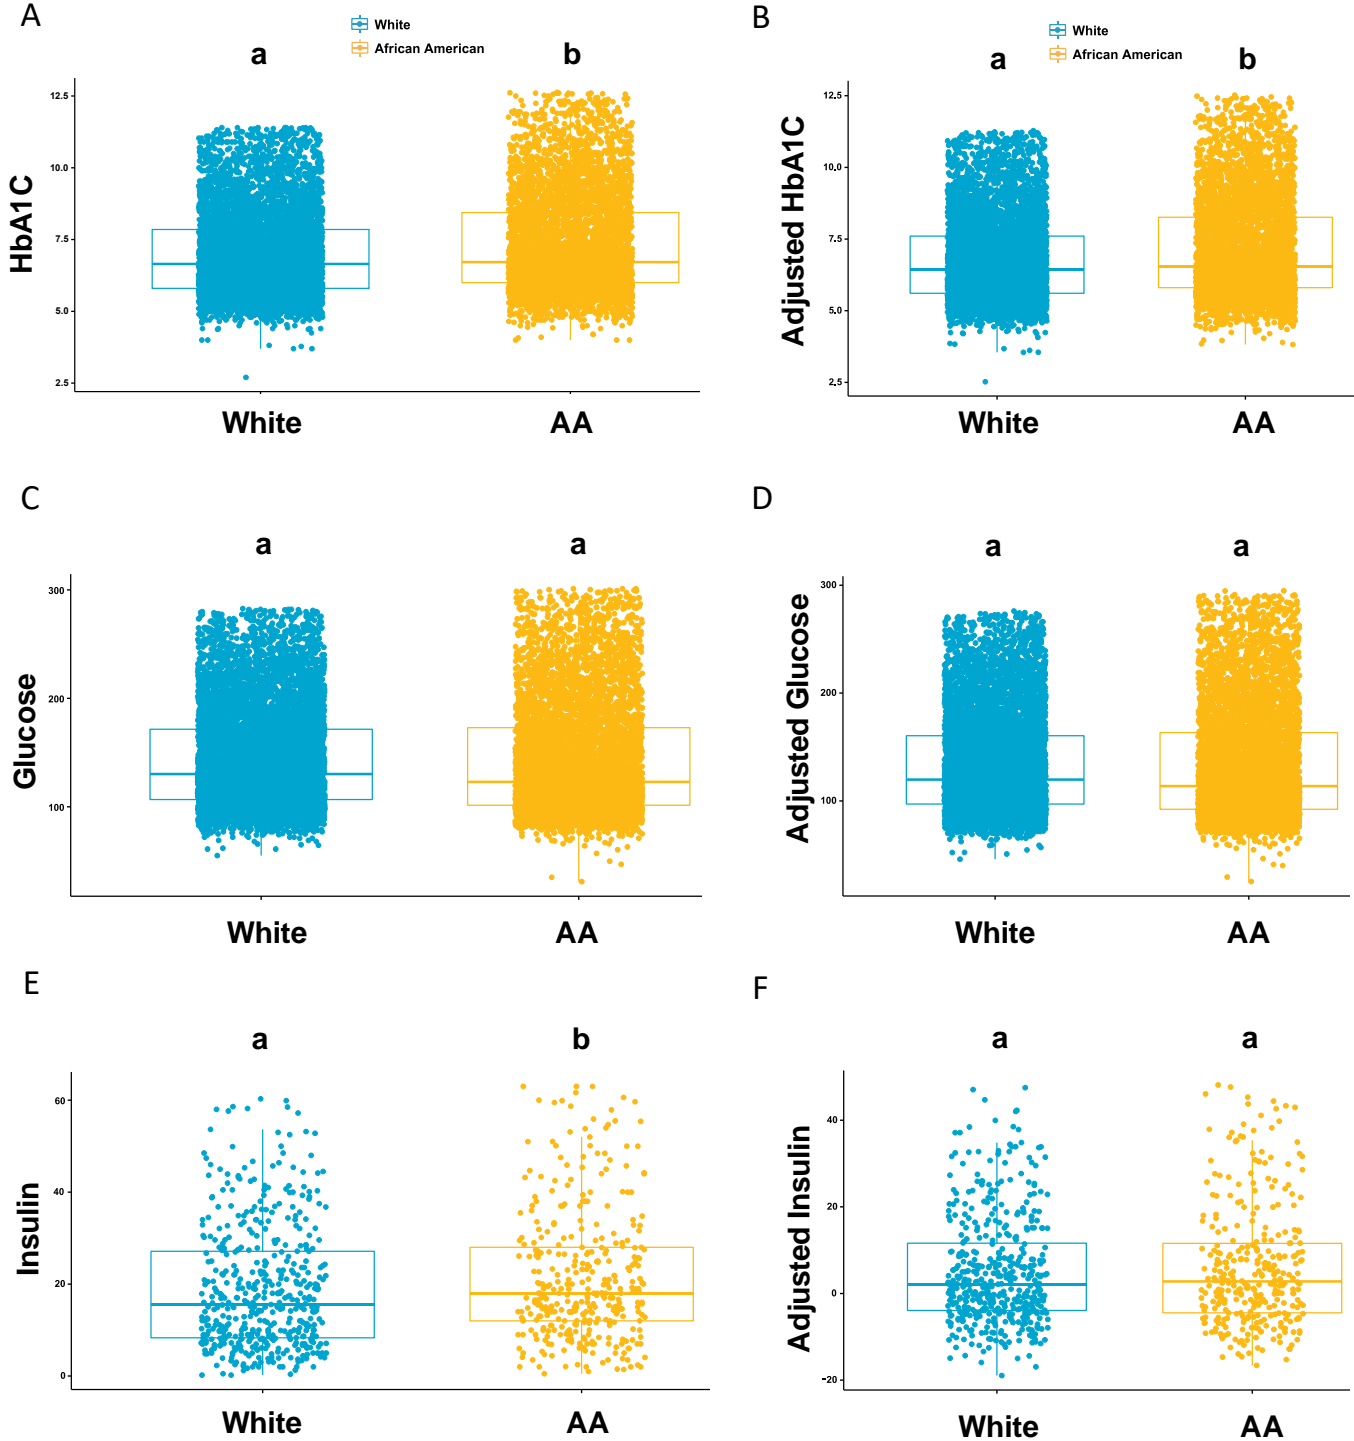 A
White
African American
a
b
HbA1C
12.5
10.0
7.5
5.0
2.5
White
AA
B
White
African American
a
b
Adjusted HbA1C
12.5
10.0
7.5
5.0
2.5
White
AA
C
a
a
Glucose
300
200
100
White
AA
D
a
a
Adjusted Glucose
300
200
100
White
AA
E
a
b
Insulin
60
40
20
0
White
AA
F
a
a
Adjusted Insulin
40
20
0
−20
White
AA